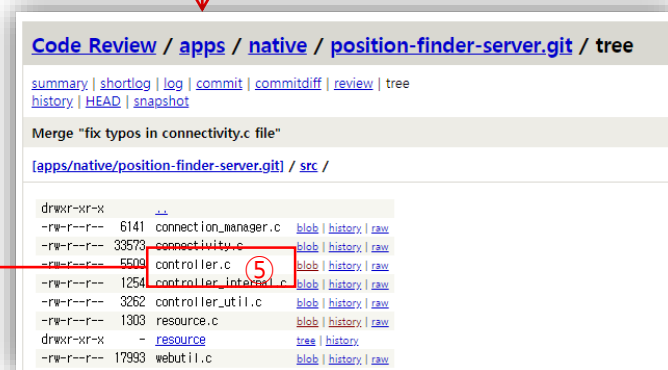 Code Review / apps / native / position-finder-server.git / tree
summary | shortlog | log | commit | commitdiff | review | tree
history | HEAD | snapshot
Merge "fix typos in connectivity.c file"
[apps/native/position-finder-server.git] / src /
drwxr-xr-x ..
-rw-r--r-- 6141 connection_manager.c blob | history | raw
-rw-r--r-- 33573 connectivity.c blob | history | raw
-rw-r--r-- 5509 controller.c blob | history | raw
⑤
-rw-r--r-- 1254 controller_internal.c blob | history | raw
-rw-r--r-- 3262 controller_util.c blob | history | raw
-rw-r--r-- 1303 resource.c blob | history | raw
drwxr-xr-x - resource tree | history
-rw-r--r-- 17993 webutil.c blob | history | raw